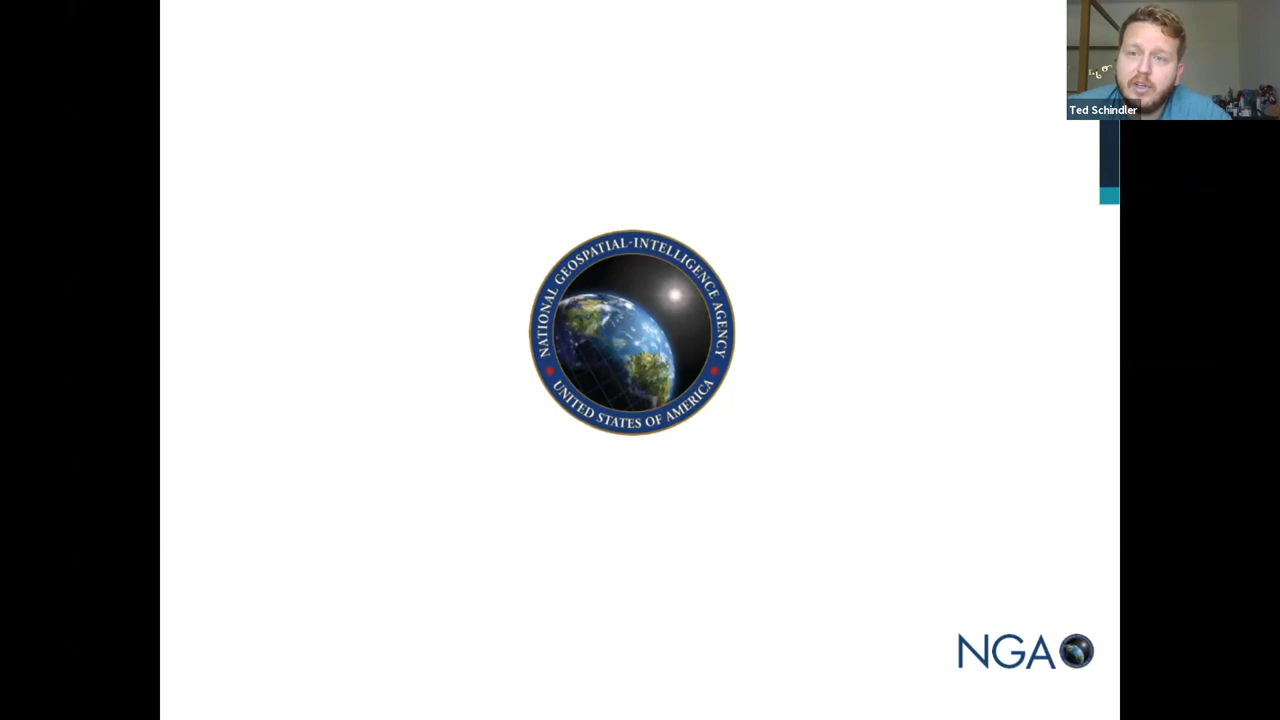 Ted Schindler
NATIONAL GEOSPATIAL-INTELLIGENCE AGENCY
UNITED STATES OF AMERICA
NGA